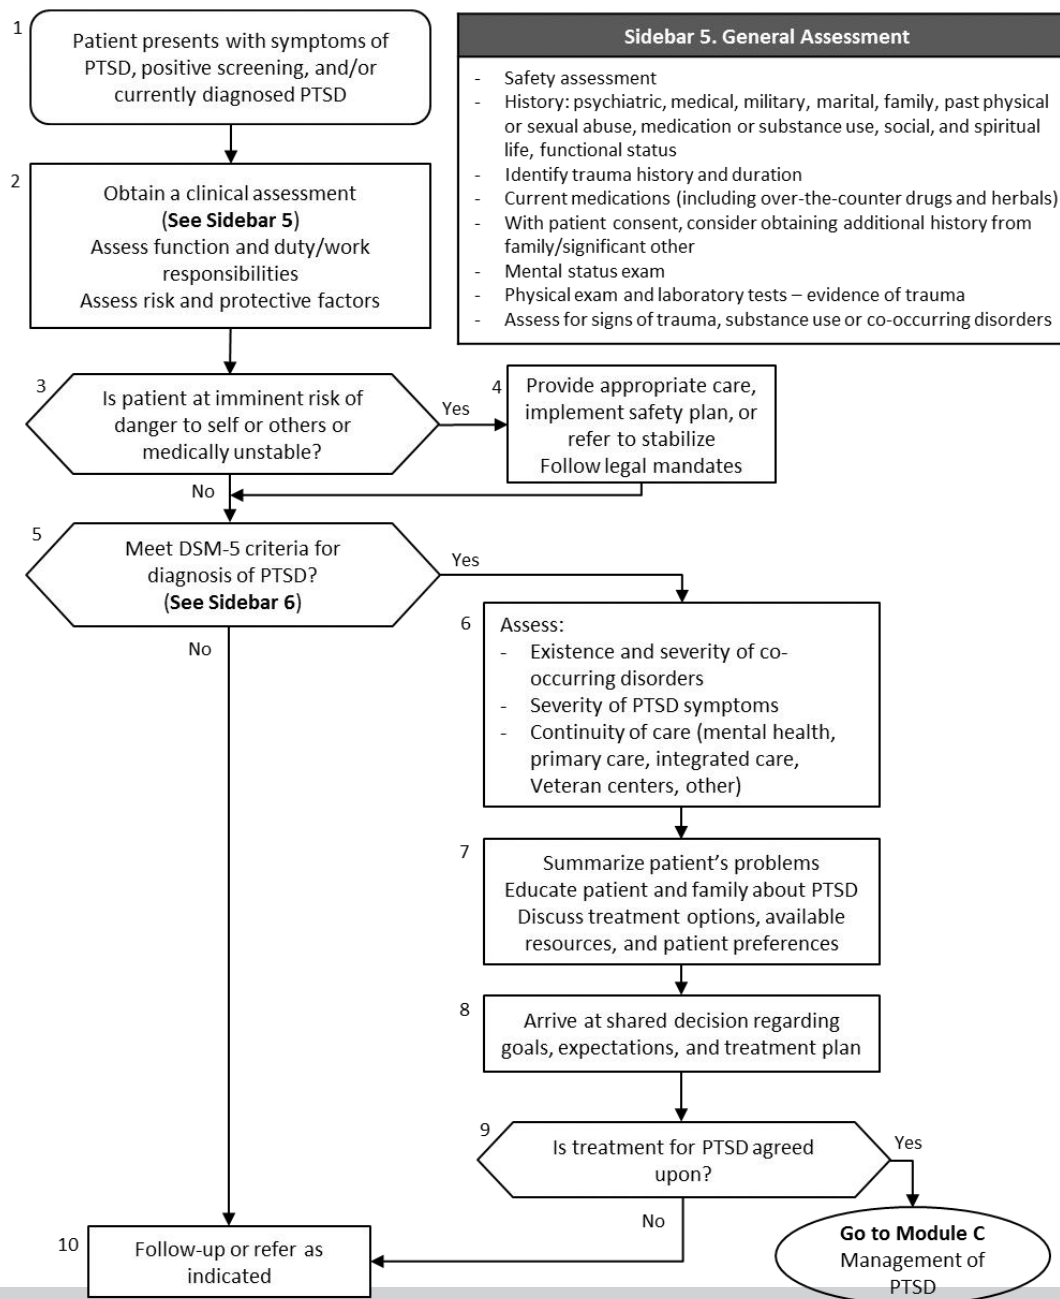 1
Patient presents with symptoms of
PTSD, positive screening, and/or
currently diagnosed PTSD
Sidebar 5. General Assessment
- Safety assessment
- History: psychiatric, medical, military, marital, family, past physical
or sexual abuse, medication or substance use, social, and spiritual
life, functional status
- Identify trauma history and duration
- Current medications (including over-the-counter drugs and herbals)
- With patient consent, consider obtaining additional history from
family/significant other
- Mental status exam
- Physical exam and laboratory tests – evidence of trauma
- Assess for signs of trauma, substance use or co-occurring disorders
2
Obtain a clinical assessment
(See Sidebar 5)
Assess function and duty/work
responsibilities
Assess risk and protective factors
3
Is patient at imminent risk of
danger to self or others or
medically unstable?
Yes
4
Provide appropriate care,
implement safety plan, or
refer to stabilize
Follow legal mandates
No
5
Meet DSM-5 criteria for
diagnosis of PTSD?
(See Sidebar 6)
Yes
No
6
Assess:
- Existence and severity of co-
occurring disorders
- Severity of PTSD symptoms
- Continuity of care (mental health,
primary care, integrated care,
Veteran centers, other)
7
Summarize patient's problems
Educate patient and family about PTSD
Discuss treatment options, available
resources, and patient preferences
8
Arrive at shared decision regarding
goals, expectations, and treatment plan
9
Is treatment for PTSD agreed
upon?
Yes
No
Go to Module C
Management of
PTSD
10
Follow-up or refer as
indicated